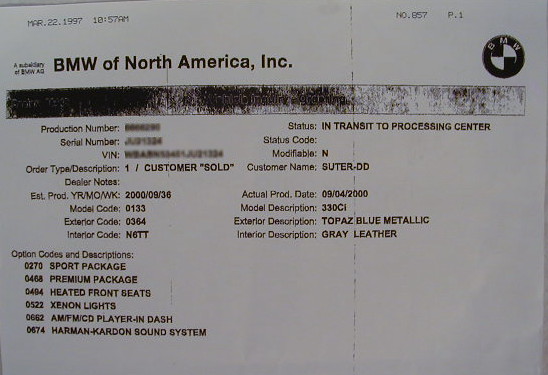 MAR.22.1997 10:57AM NO.857 P.1
A subsidiary
of BMW AG
BMW of North America, Inc.
BMW
Production Number: Status: IN TRANSIT TO PROCESSING CENTER
Serial Number: Status Code:
VIN: Modifiable: N
Order Type/Description: 1 / CUSTOMER "SOLD" Customer Name: SUTER-DD
Dealer Notes:
Est. Prod. YR/MO/WK: 2000/09/36 Actual Prod. Date: 09/04/2000
Model Code: 0133 Model Description: 330Ci
Exterior Code: 0364 Exterior Description: TOPAZ BLUE METALLIC
Interior Code: N6TT Interior Description: GRAY LEATHER
Option Codes and Descriptions:
0270 SPORT PACKAGE
0468 PREMIUM PACKAGE
0494 HEATED FRONT SEATS
0522 XENON LIGHTS
0662 AM/FM/CD PLAYER-IN DASH
0674 HARMAN-KARDON SOUND SYSTEM